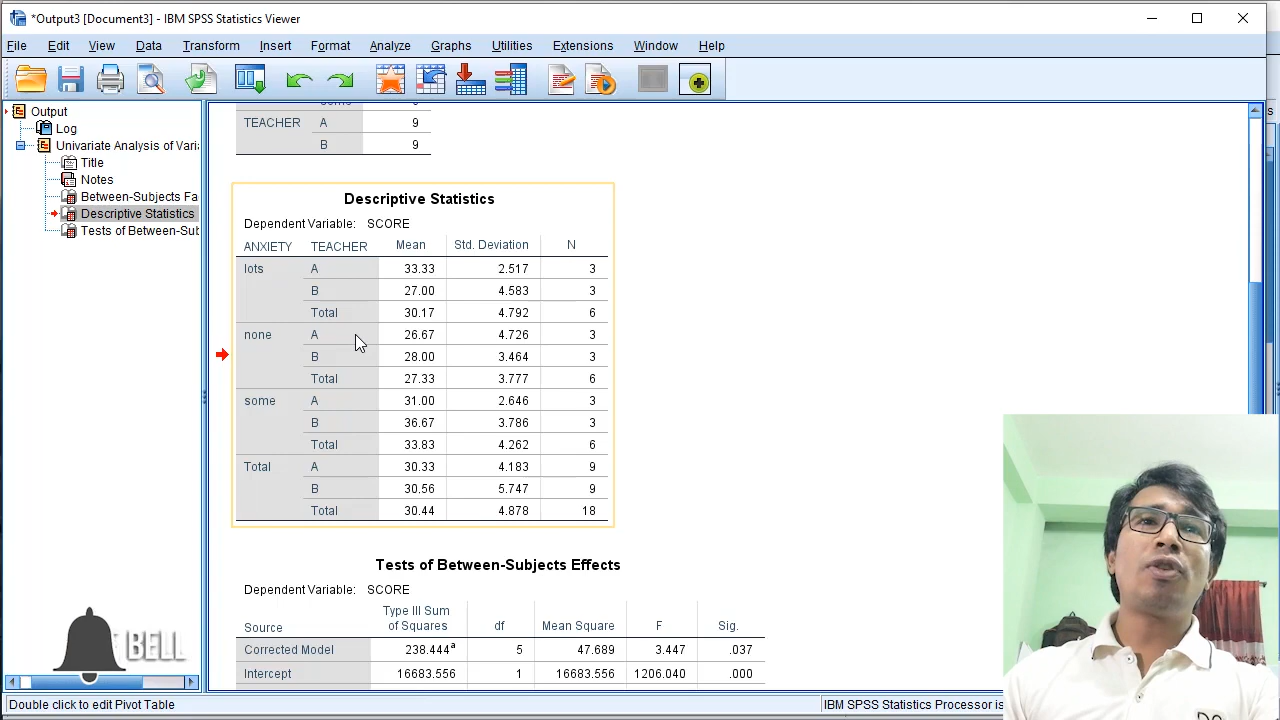 *Output3 [Document3] - IBM SPSS Statistics Viewer
File Edit View Data Transform Insert Format Analyze Graphs Utilities Extensions Window Help
Output
Log
Univariate Analysis of Varia
Title
Notes
Between-Subjects Fa
Descriptive Statistics
Tests of Between-Sub
TEACHER A 9
B 9
Descriptive Statistics
Dependent Variable: SCORE
ANXIETY TEACHER Mean Std. Deviation N
lots A 33.33 2.517 3
B 27.00 4.583 3
Total 30.17 4.792 6
none A 26.67 4.726 3
B 28.00 3.464 3
Total 27.33 3.777 6
some A 31.00 2.646 3
B 36.67 3.786 3
Total 33.83 4.262 6
Total A 30.33 4.183 9
B 30.56 5.747 9
Total 30.44 4.878 18
Tests of Between-Subjects Effects
Dependent Variable: SCORE
Source Type III Sum of Squares df Mean Square F Sig.
Corrected Model 238.444a 5 47.689 3.447 .037
Intercept 16683.556 1 16683.556 1206.040 .000
BELL
Double click to edit Pivot Table
IBM SPSS Statistics Processor is